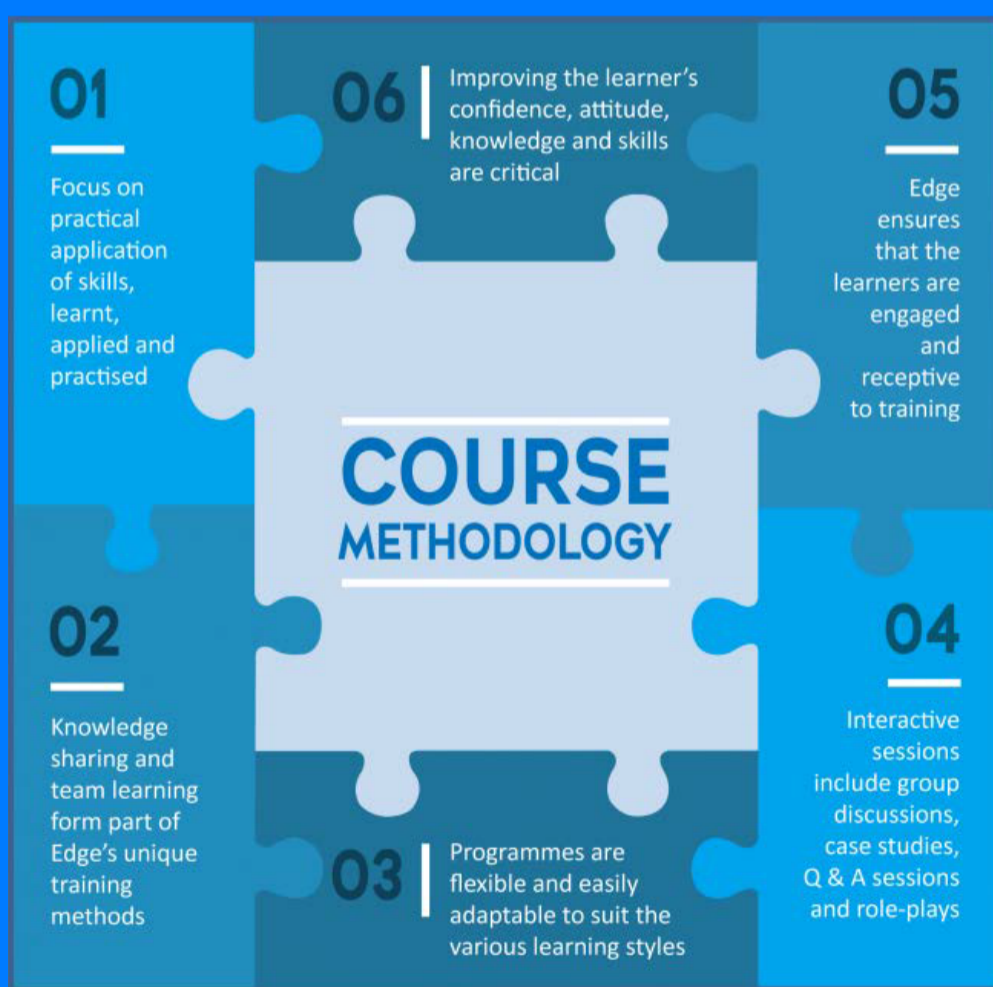 01
Focus on
practical
application
of skills,
learnt,
applied and
practised
02
Knowledge
sharing and
team learning
form part of
Edge's unique
training
methods
03
Programmes are
flexible and easily
adaptable to suit the
various learning styles
04
Interactive
sessions
include group
discussions,
case studies,
Q & A sessions
and role-plays
05
Edge
ensures
that the
learners are
engaged
and
receptive
to training
06
Improving the learner’s
confidence, attitude,
knowledge and skills
are critical
COURSE
METHODOLOGY